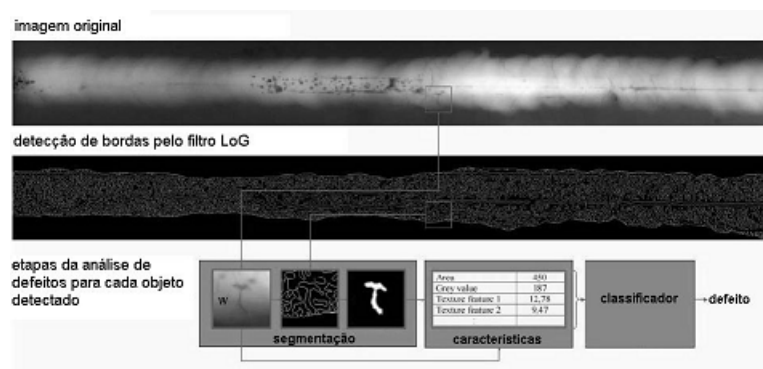 imagem original
detecção de bordas pelo filtro LoG
etapas da análise de
defeitos para cada objeto
detectado
W
Area 450
Grey value 187
Texture feature 1 12,78
Texture feature 2 9,47
classificador
defeito
segmentação
características